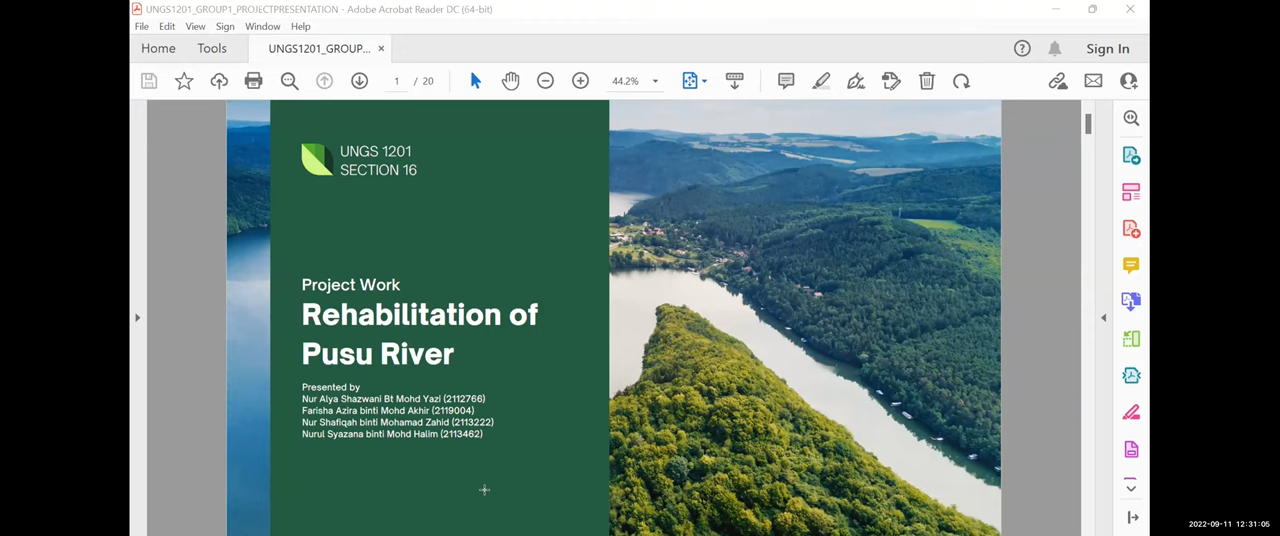 UNGS1201_GROUP1_PROJECTPRESENTATION - Adobe Acrobat Reader DC (64-bit)
File Edit View Sign Window Help
Home Tools UNGS1201_GROUP... × Sign In
1 / 20 44.2%
UNGS 1201
SECTION 16
Project Work
Rehabilitation of
Pusu River
Presented by
Nur Alya Shazwani Bt Mohd Yazi (2112766)
Farisha Azira binti Mohd Akhir (2119004)
Nur Shafiqah binti Mohamad Zahid (2113222)
Nurul Syazana binti Mohd Halim (2113462)
2022-09-11 12:31:05